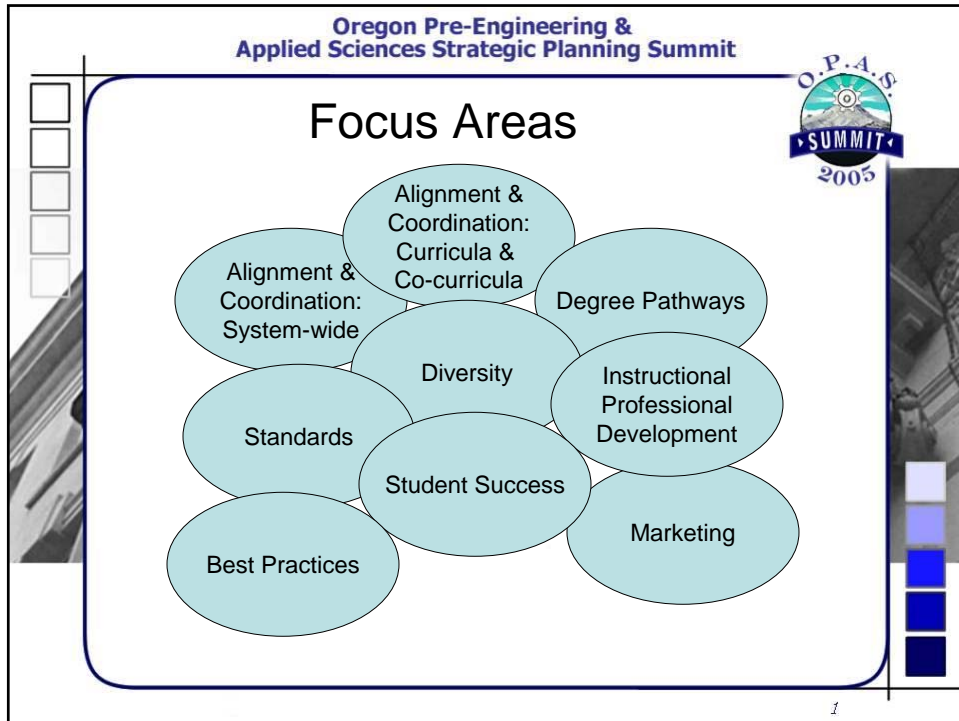 Oregon Pre-Engineering &
Applied Sciences Strategic Planning Summit
O.P.A.S.
SUMMIT
2005
Focus Areas
Alignment &
Coordination:
Curricula &
Co-curricula
Alignment &
Coordination:
System-wide
Degree Pathways
Diversity
Instructional
Professional
Development
Standards
Student Success
Marketing
Best Practices
1